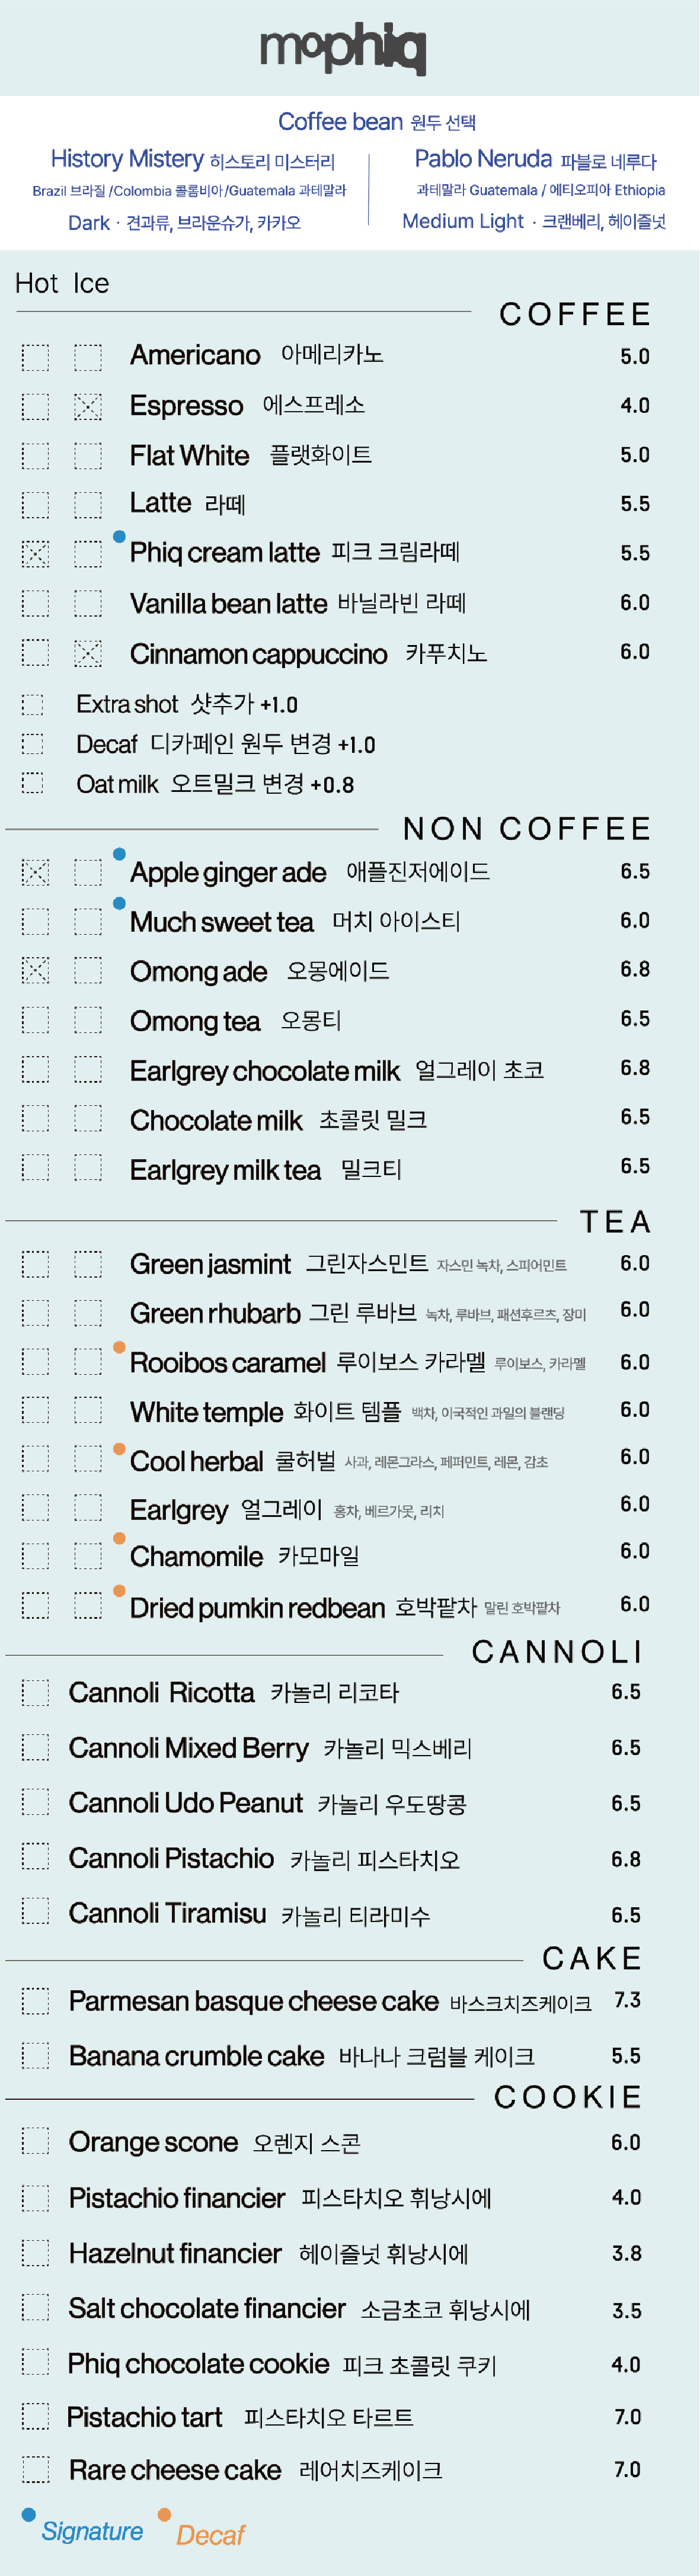 mophiq
Coffee bean 원두 선택
History Mistery 히스토리 미스터리
Brazil 브라질 /Colombia 콜롬비아/Guatemala 과테말라
Dark · 견과류, 브라운슈가, 카카오
Pablo Neruda 파블로 네루다
과테말라 Guatemala / 에티오피아 Ethiopia
Medium Light · 크랜베리, 헤이즐넛
Hot Ice
COFFEE
Americano 아메리카노 5.0
Espresso 에스프레소 4.0
Flat White 플랫화이트 5.0
Latte 라떼 5.5
Phiq cream latte 피크 크림라떼 5.5
Vanilla bean latte 바닐라빈 라떼 6.0
Cinnamon cappuccino 카푸치노 6.0
Extra shot 샷추가 +1.0
Decaf 디카페인 원두 변경 +1.0
Oat milk 오트밀크 변경 +0.8
NON COFFEE
Apple ginger ade 애플진저에이드 6.5
Much sweet tea 머치 아이스티 6.0
Omong ade 오몽에이드 6.8
Omong tea 오몽티 6.5
Earlgrey chocolate milk 얼그레이 초코 6.8
Chocolate milk 초콜릿 밀크 6.5
Earlgrey milk tea 밀크티 6.5
TEA
Green jasmint 그린자스민트 자스민 녹차, 스피어민트 6.0
Green rhubarb 그린 루바브 녹차, 루바브, 패션후르츠, 장미 6.0
Rooibos caramel 루이보스 카라멜 루이보스, 카라멜 6.0
White temple 화이트 템플 백차, 이국적인 과일의 블랜딩 6.0
Cool herbal 쿨허벌 사과, 레몬그라스, 페퍼민트, 레몬, 감초 6.0
Earlgrey 얼그레이 홍차, 베르가못, 리치 6.0
Chamomile 카모마일 6.0
Dried pumkin redbean 호박팥차 말린 호박팥차 6.0
CANNOLI
Cannoli Ricotta 카놀리 리코타 6.5
Cannoli Mixed Berry 카놀리 믹스베리 6.5
Cannoli Udo Peanut 카놀리 우도땅콩 6.5
Cannoli Pistachio 카놀리 피스타치오 6.8
Cannoli Tiramisu 카놀리 티라미수 6.5
CAKE
Parmesan basque cheese cake 바스크치즈케이크 7.3
Banana crumble cake 바나나 크럼블 케이크 5.5
COOKIE
Orange scone 오렌지 스콘 6.0
Pistachio financier 피스타치오 휘낭시에 4.0
Hazelnut financier 헤이즐넛 휘낭시에 3.8
Salt chocolate financier 소금초코 휘낭시에 3.5
Phiq chocolate cookie 피크 초콜릿 쿠키 4.0
Pistachio tart 피스타치오 타르트 7.0
Rare cheese cake 레어치즈케이크 7.0
Signature Decaf